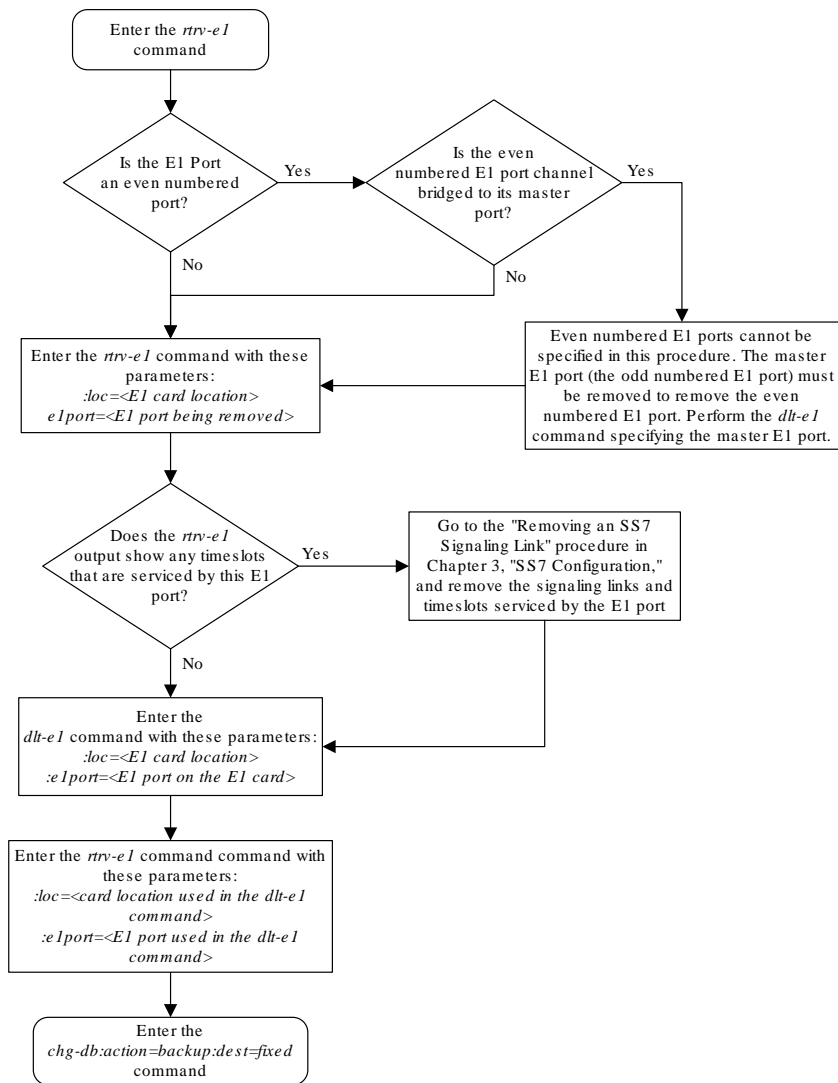 Enter the rtrv-e1
command
Is the E1 Port
an even numbered
port?
Yes
Is the even
numbered E1 port channel
bridged to its master
port?
Yes
No
No
Even numbered E1 ports cannot be
specified in this procedure. The master
E1 port (the odd numbered E1 port) must
be removed to remove the even
numbered E1 port. Perform the dlt-e1
command specifying the master E1 port.
Enter the rtrv-e1 command with these
parameters:
:loc=<E1 card location>
e1port=<E1 port being removed>
Does the rtrv-e1
output show any timeslots
that are serviced by this E1
port?
Yes
Go to the "Removing an SS7
Signaling Link" procedure in
Chapter 3, "SS7 Configuration,"
and remove the signaling links and
timeslots serviced by the E1 port
No
Enter the
dlt-e1 command with these parameters:
:loc=<E1 card location>
:e1port=<E1 port on the E1 card>
Enter the rtrv-e1 command command with
these parameters:
:loc=<card location used in the dlt-e1
command>
:e1port=<E1 port used in the dlt-e1
command>
Enter the
chg-db:action=backup:dest=fixed
command